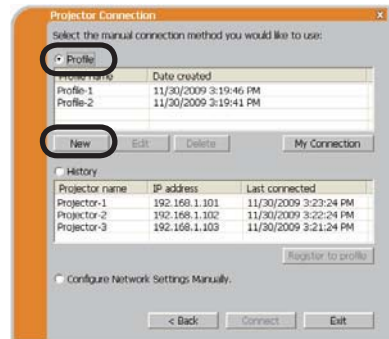 Projector Connection
Select the manual connection method you would like to use:
Profile
Profile name Date created
Profile-1 11/30/2009 3:19:46 PM
Profile-2 11/30/2009 3:19:41 PM
New Edit Delete My Connection
History
Projector name IP address Last connected
Projector-1 192.168.1.101 11/30/2009 3:23:24 PM
Projector-2 192.168.1.102 11/30/2009 3:22:24 PM
Projector-3 192.168.1.103 11/30/2009 3:21:24 PM
Register to profile
Configure Network Settings Manually.
< Back Connect Exit